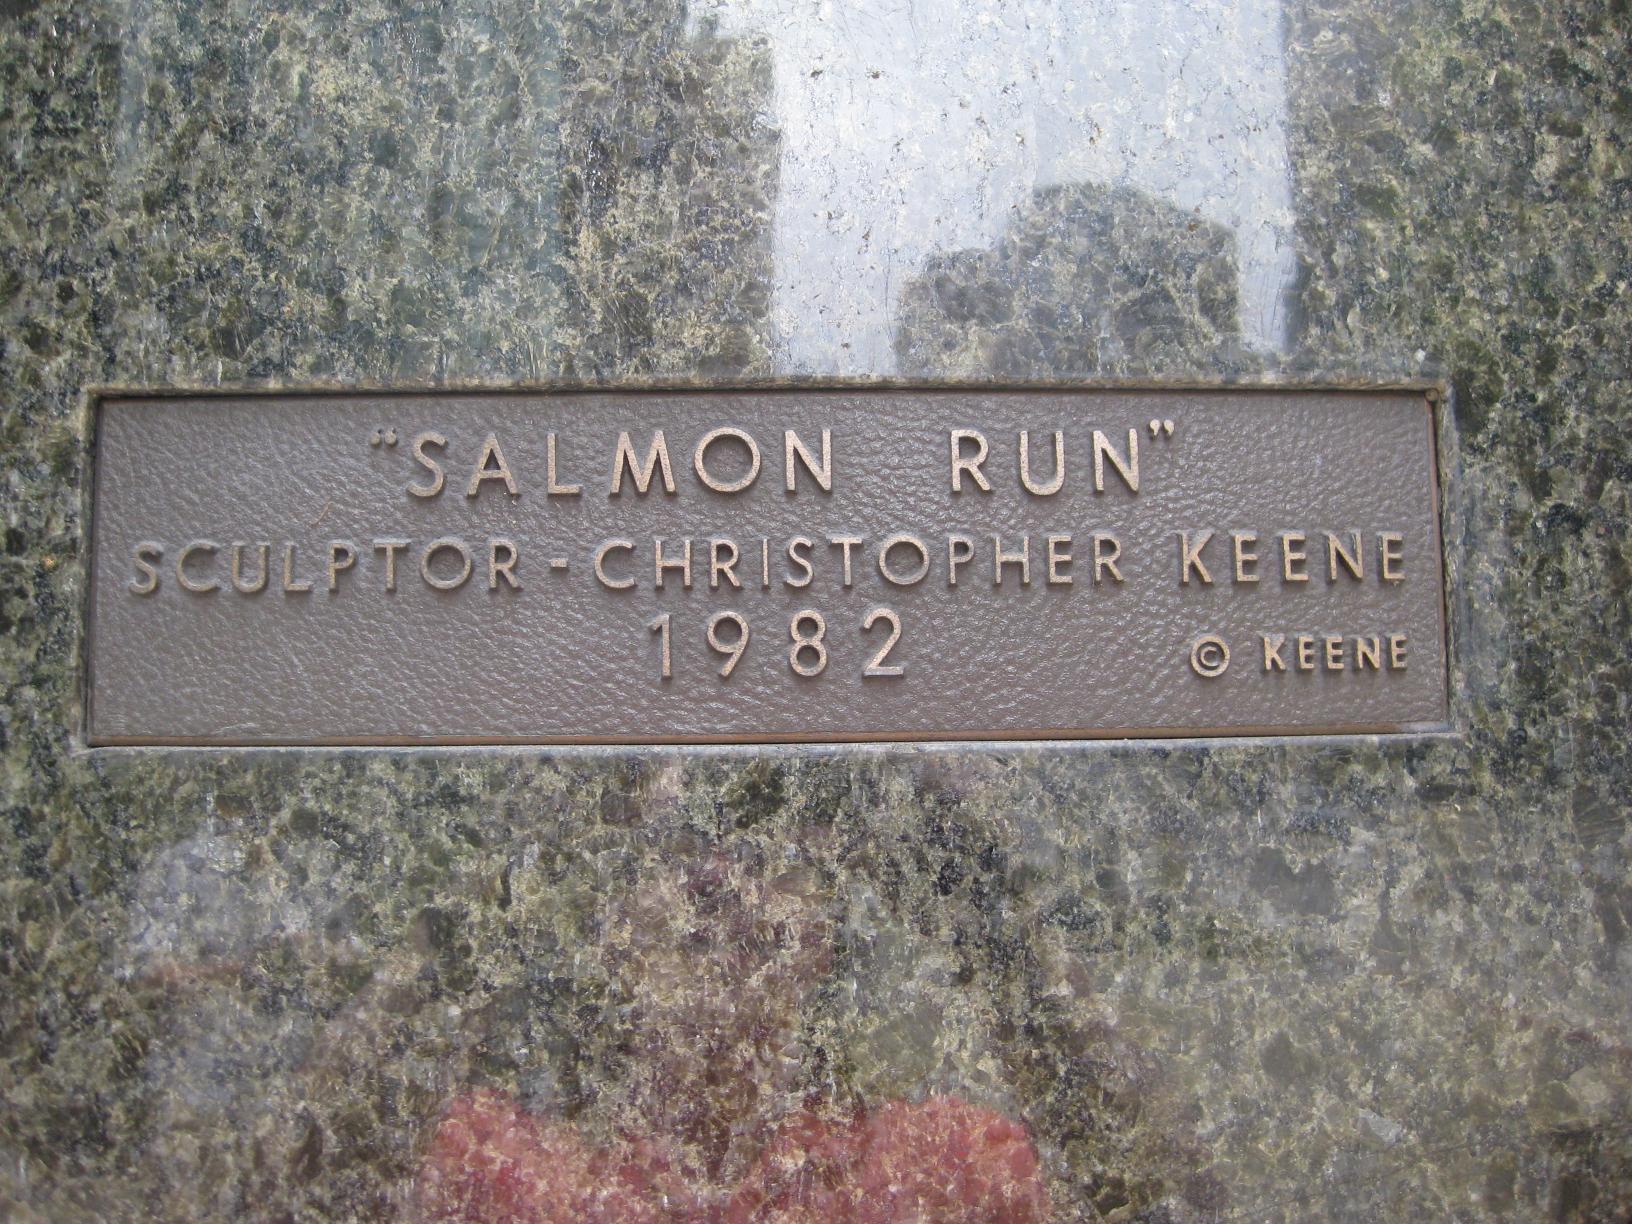 “SALMON RUN”
SCULPTOR-CHRISTOPHER KEENE
1982 © KEENE